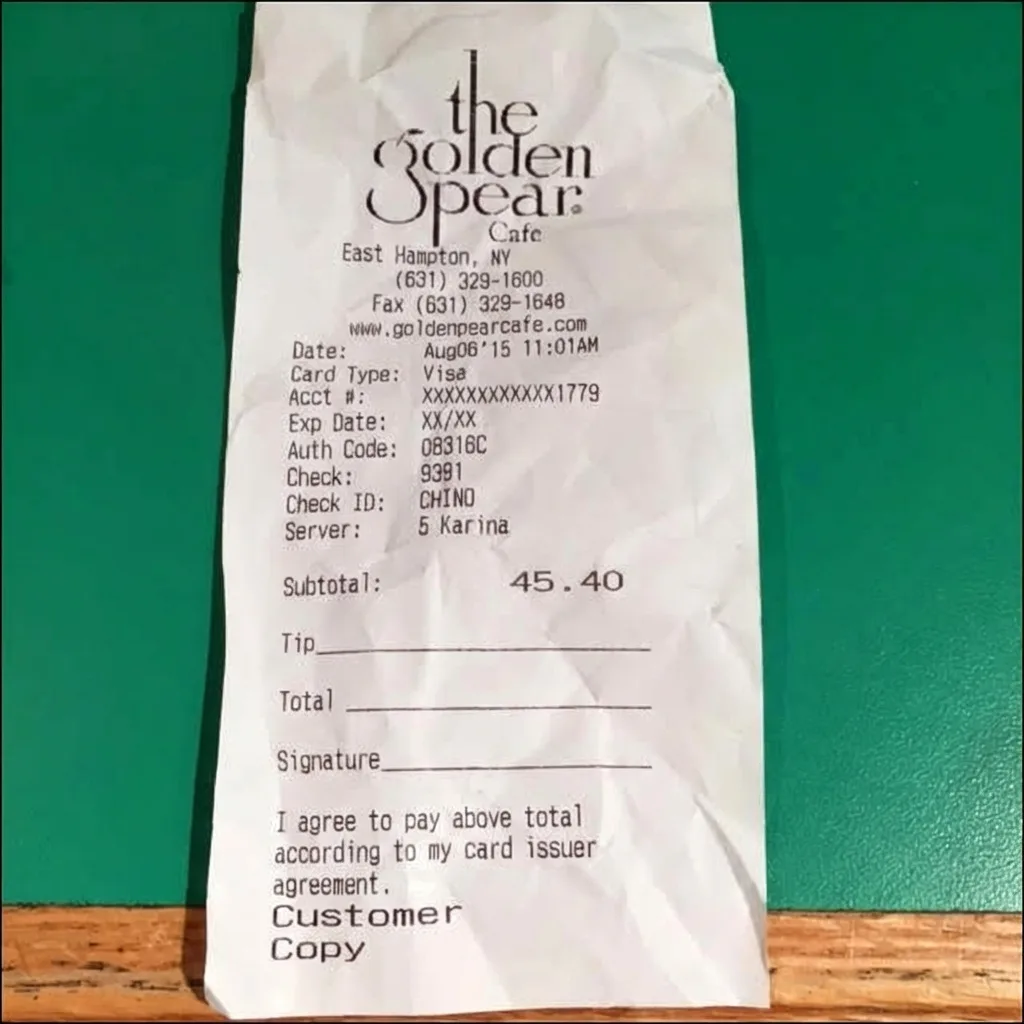 the
golden
pear
Cafe
East Hampton, NY
(631) 329-1600
Fax (631) 329-1648
www.goldenpearcafe.com
Date: Aug06'15 11:01AM
Card Type: Visa
Acct #: XXXXXXXXXXXX1779
Exp Date: XX/XX
Auth Code: 08316C
Check: 9391
Check ID: CHINO
Server: 5 Karina
Subtotal: 45.40
Tip
Total
Signature
I agree to pay above total
according to my card issuer
agreement.
Customer
Copy